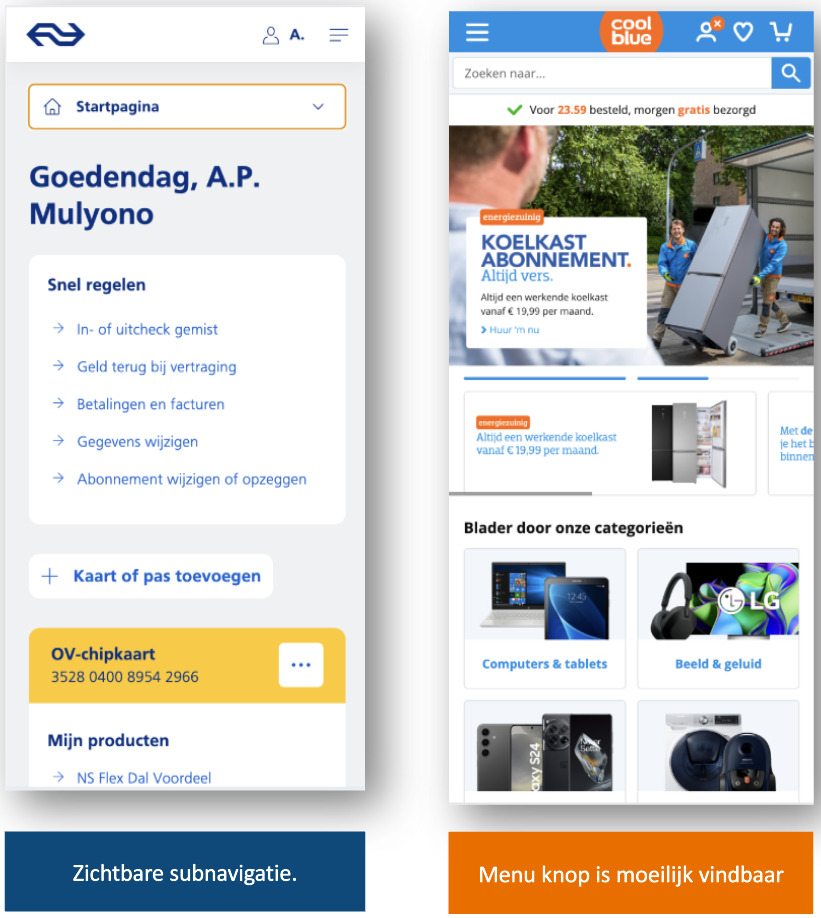 A.
Startpagina
Goedendag, A.P.
Mulyono
Snel regelen
In- of uitcheck gemist
Geld terug bij vertraging
Betalingen en facturen
Gegevens wijzigen
Abonnement wijzigen of opzeggen
Kaart of pas toevoegen
OV-chipkaart
3528 0400 8954 2966
Mijn producten
NS Flex Dal Voordeel
Zichtbare subnavigatie.
cool
blue
Zoeken naar...
Voor 23.59 besteld, morgen gratis bezorgd
energiezuinig
KOELKAST
ABONNEMENT.
Altijd vers.
Altijd een werkende koelkast
vanaf € 19,99 per maand.
Huur 'm nu
energiezuinig
Altijd een werkende koelkast
vanaf € 19,99 per maand.
Met de
je het b
binnen
Blader door onze categorieën
12:43
LG
Computers & tablets
Beeld & geluid
axy S24
Never
Settle
Menu knop is moeilijk vindbaar